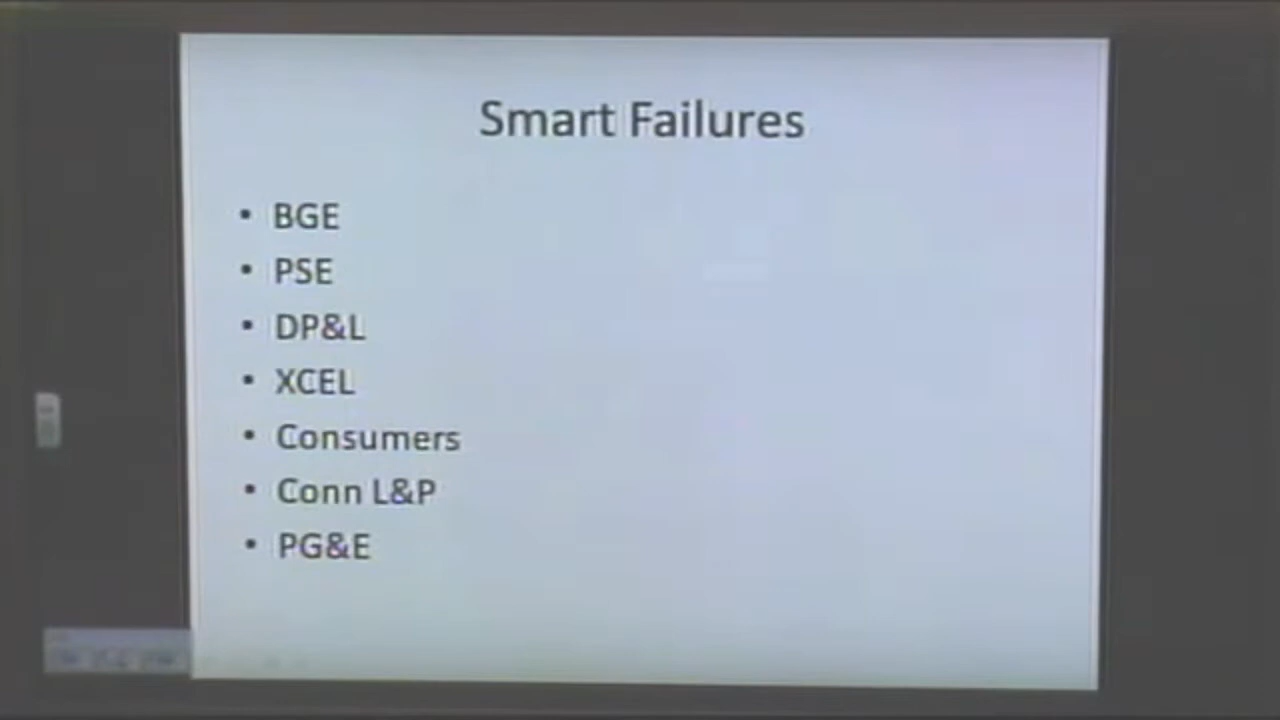 Smart Failures
• BGE
• PSE
• DP&L
• XCEL
• Consumers
• Conn L&P
• PG&E